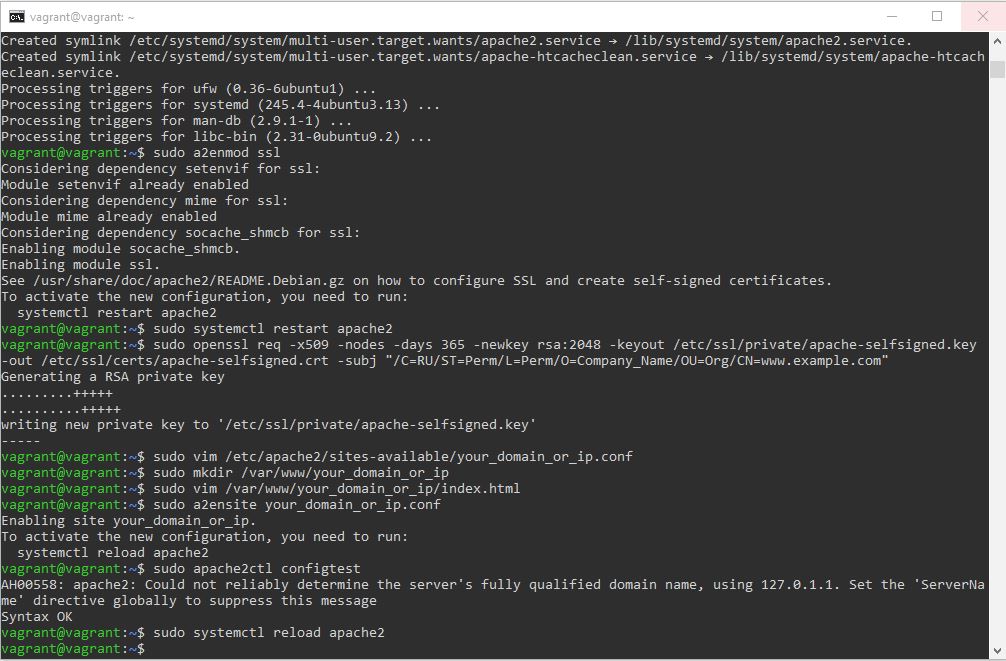 vagrant@vagrant: ~
Created symlink /etc/systemd/system/multi-user.target.wants/apache2.service → /lib/systemd/system/apache2.service.
Created symlink /etc/systemd/system/multi-user.target.wants/apache-htcacheclean.service → /lib/systemd/system/apache-htcach
eclean.service.
Processing triggers for ufw (0.36-6ubuntu1) ...
Processing triggers for systemd (245.4-4ubuntu3.13) ...
Processing triggers for man-db (2.9.1-1) ...
Processing triggers for libc-bin (2.31-0ubuntu9.2) ...
vagrant@vagrant:~$ sudo a2enmod ssl
Considering dependency setenvif for ssl:
Module setenvif already enabled
Considering dependency mime for ssl:
Module mime already enabled
Considering dependency socache_shmcb for ssl:
Enabling module socache_shmcb.
Enabling module ssl.
See /usr/share/doc/apache2/README.Debian.gz on how to configure SSL and create self-signed certificates.
To activate the new configuration, you need to run:
  systemctl restart apache2
vagrant@vagrant:~$ sudo systemctl restart apache2
vagrant@vagrant:~$ sudo openssl req -x509 -nodes -days 365 -newkey rsa:2048 -keyout /etc/ssl/private/apache-selfsigned.key
-out /etc/ssl/certs/apache-selfsigned.crt -subj "/C=RU/ST=Perm/L=Perm/O=Company_Name/OU=Org/CN=www.example.com"
Generating a RSA private key
.........+++++
..........+++++
writing new private key to '/etc/ssl/private/apache-selfsigned.key'
-----
vagrant@vagrant:~$ sudo vim /etc/apache2/sites-available/your_domain_or_ip.conf
vagrant@vagrant:~$ sudo mkdir /var/www/your_domain_or_ip
vagrant@vagrant:~$ sudo vim /var/www/your_domain_or_ip/index.html
vagrant@vagrant:~$ sudo a2ensite your_domain_or_ip.conf
Enabling site your_domain_or_ip.
To activate the new configuration, you need to run:
  systemctl reload apache2
vagrant@vagrant:~$ sudo apache2ctl configtest
AH00558: apache2: Could not reliably determine the server's fully qualified domain name, using 127.0.1.1. Set the 'ServerNa
me' directive globally to suppress this message
Syntax OK
vagrant@vagrant:~$ sudo systemctl reload apache2
vagrant@vagrant:~$